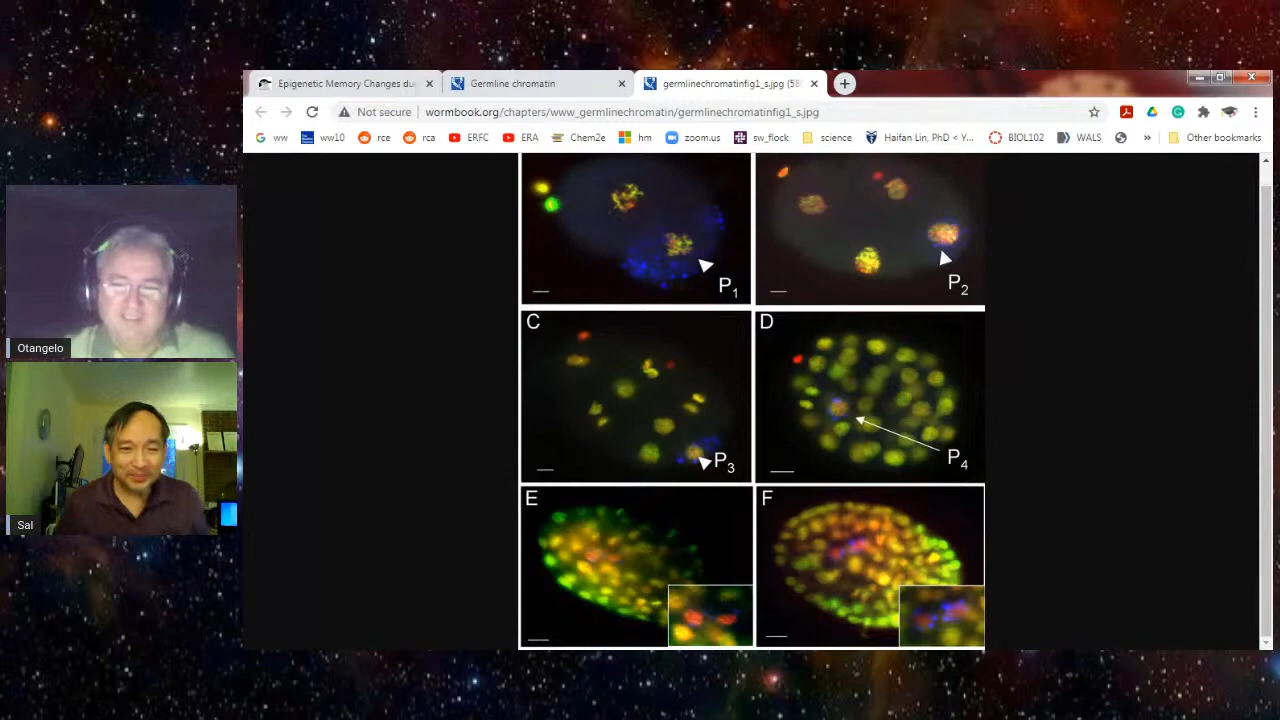 Epigenetic Memory Changes du
Germline chromatin
germlinechromatinfig1_s.jpg (58
Not secure
wormbook.org/chapters/www_germlinechromatin/germlinechromatinfig1_s.jpg
ww
ww10
rce
rca
ERFC
ERA
Chem2e
hm
zoom.us
sw_flock
science
Haifan Lin, PhD < Y...
BIOL102
WALS
»
Other bookmarks
P1
P2
C
P3
D
P4
E
F
Otangelo
Sal